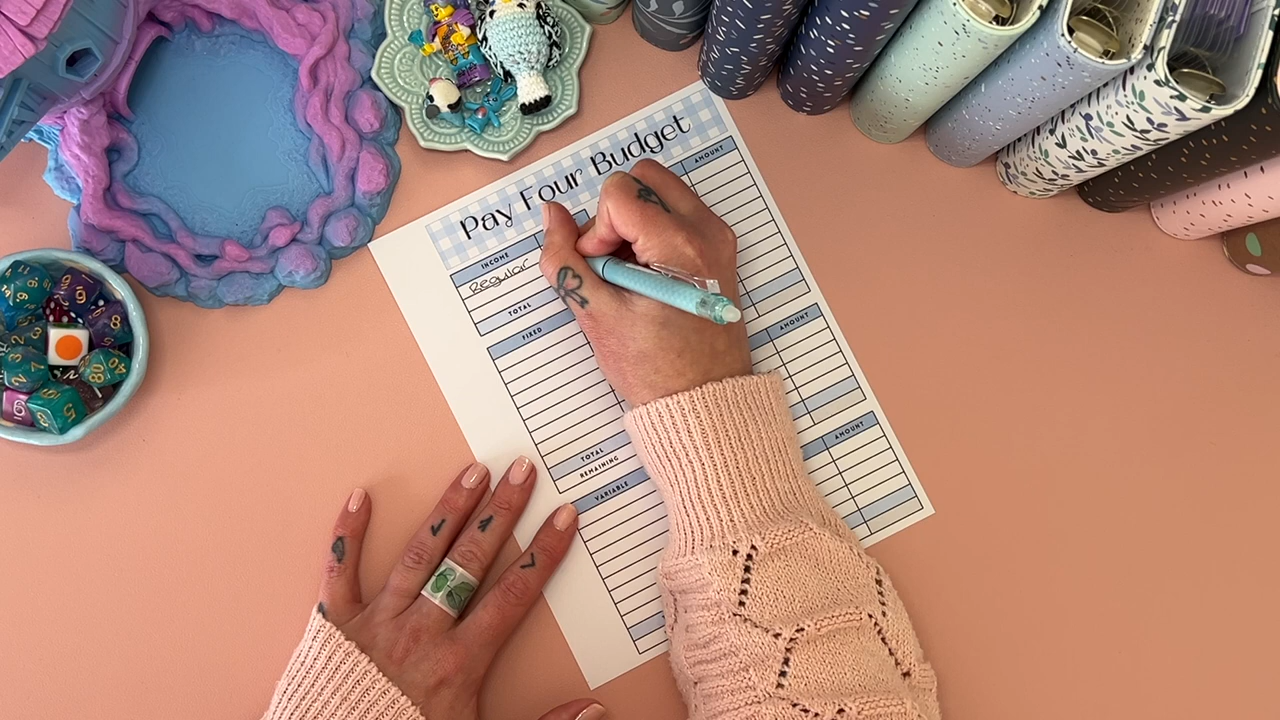 Pay Four Budget
INCOME
AMOUNT
Regular
TOTAL
FIXED
AMOUNT
TOTAL
REMAINING
VARIABLE
AMOUNT